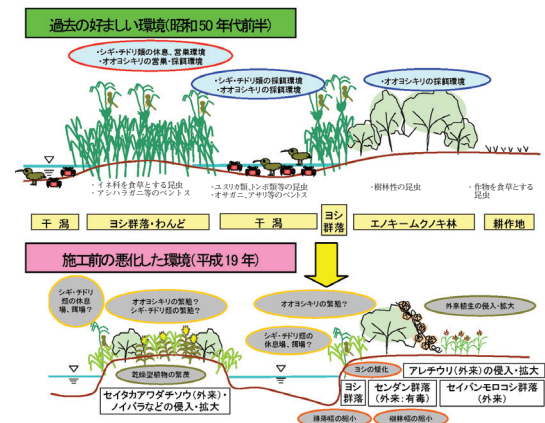 過去の好ましい環境(昭和50年代前半)
・シギ・チドリ類の休息、営巣環境
・オオヨシキリの営巣・採餌環境
・シギ・チドリ類の採餌環境
・オオヨシキリの採餌環境
・オオヨシキリの採餌環境
・イネ科を食草とする昆虫
・アシハラガニ等のベントス
・ユスリカ類、トンボ類等の昆虫
・オサガニ、アサリ等のベントス
・樹林性の昆虫
・作物を食草とする
昆虫
干 潟
ヨシ群落・わんど
干 潟
ヨシ
群落
エノキームクノキ林
耕作地
施工前の悪化した環境(平成19年)
シギ・チドリ
類の休息
場、餌場?
オオヨシキリの繁殖?
シギ・チドリ類の繁殖?
オオヨシキリの繁殖?
外来植生の侵入・拡大
シギ・チドリ類の
休息場、餌場?
乾燥型植物の繁茂
セイタカアワダチソウ(外来)・
ノイバラなどの侵入・拡大
ヨシの矮化
アレチウリ(外来)の侵入・拡大
ヨシ
群落
センダン群落
(外来:有毒)
セイバンモロコシ群落
(外来)
群落幅の縮小
樹林幅の縮小